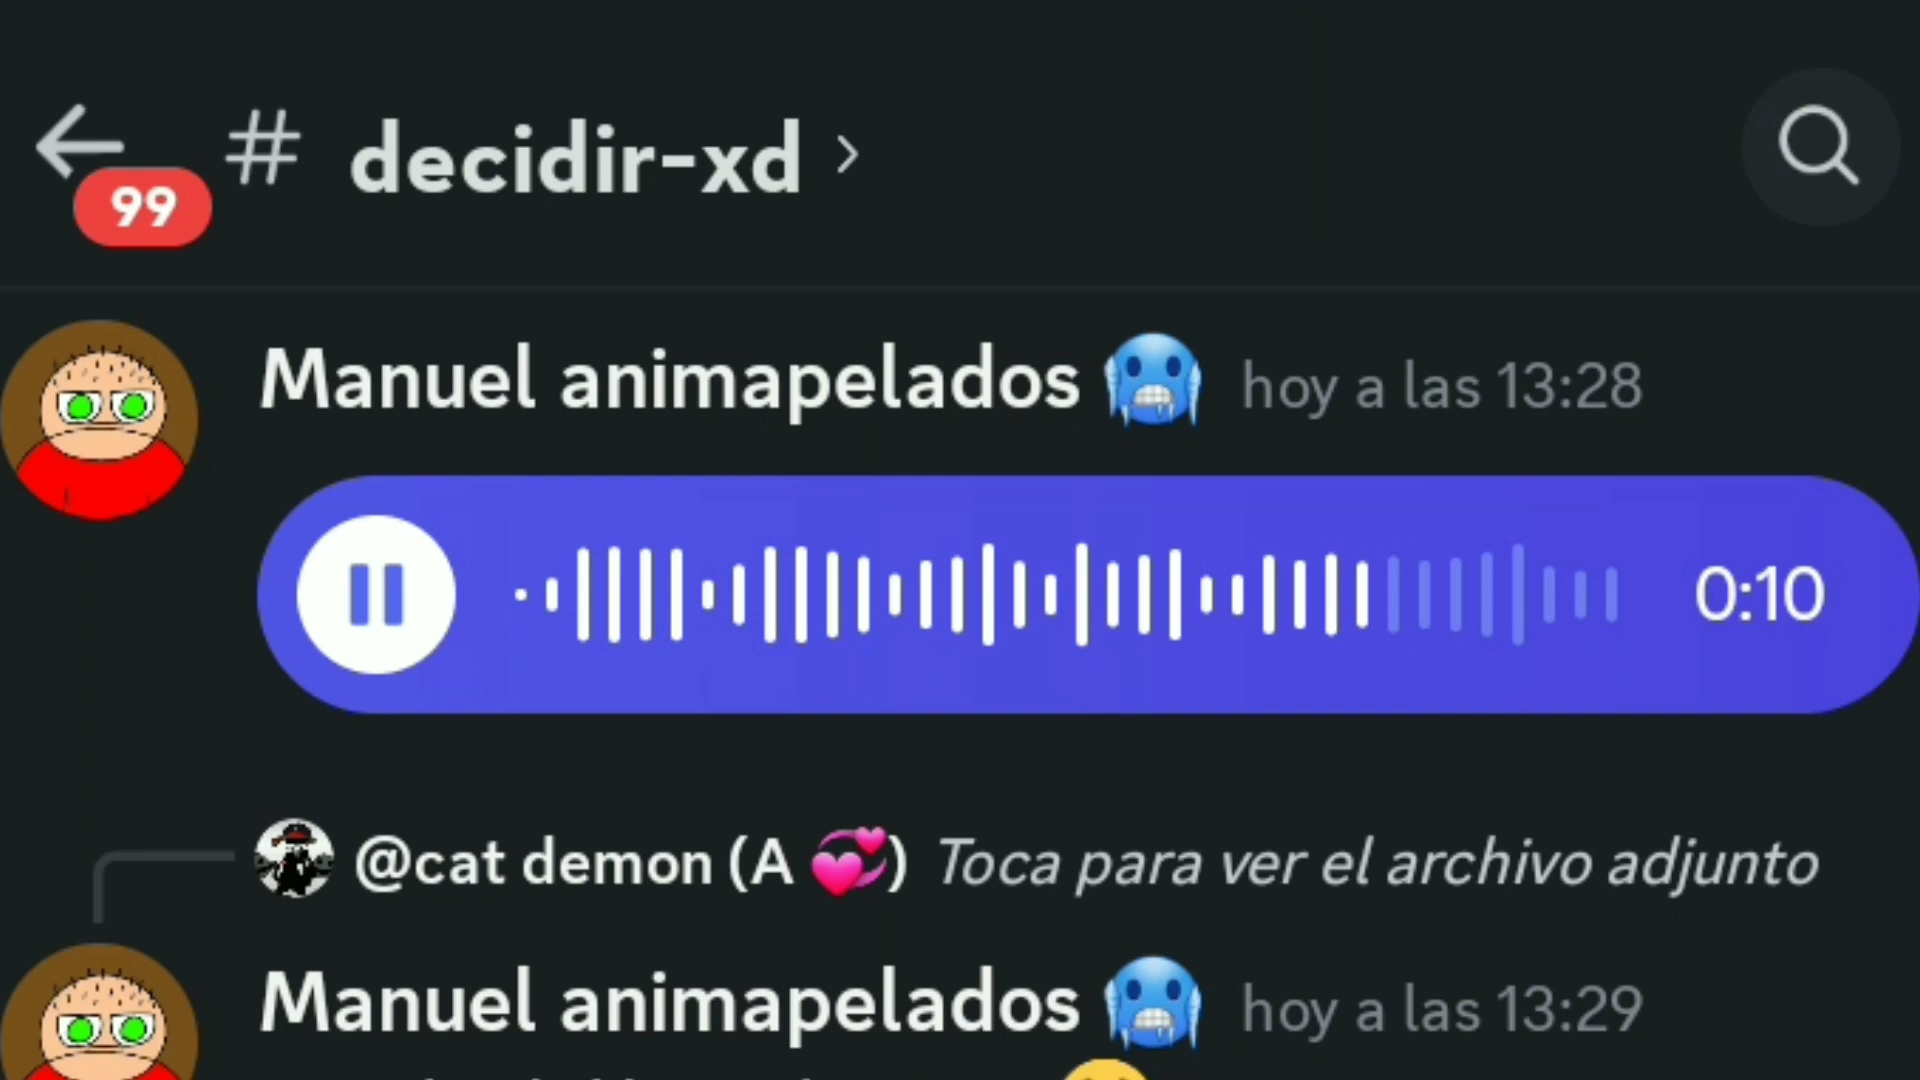 # decidir-xd >
99
Manuel animapelados 🥶 hoy a las 13:28
0:10
@cat demon (A 💞) Toca para ver el archivo adjunto
Manuel animapelados 🥶 hoy a las 13:29